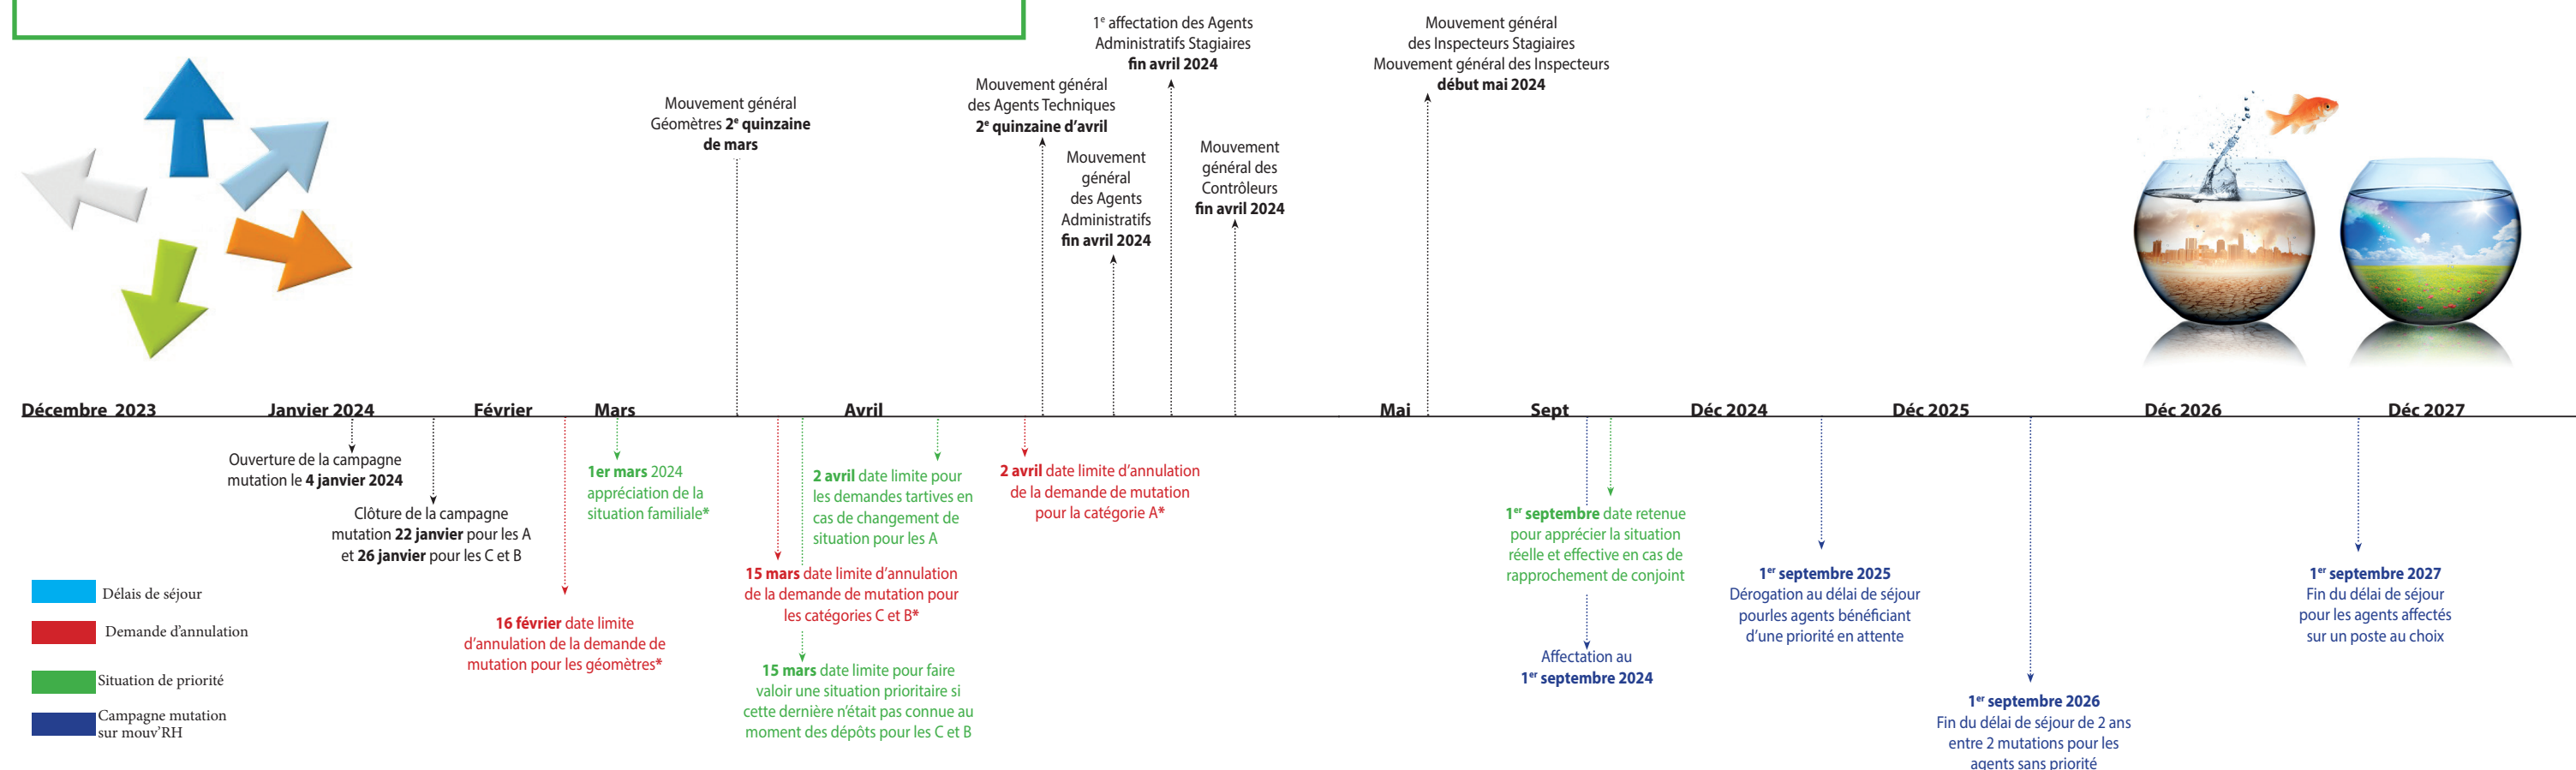 1e affectation des Agents
Administratifs Stagiaires
fin avril 2024
Mouvement général
des Inspecteurs Stagiaires
Mouvement général des Inspecteurs
début mai 2024
Mouvement général
des Agents Techniques
2e quinzaine d’avril
Mouvement général
Géomètres 2e quinzaine
de mars
Mouvement
général
des Agents
Administratifs
fin avril 2024
Mouvement
général des
Contrôleurs
fin avril 2024
Décembre 2023
Janvier 2024
Février
Mars
Avril
Mai
Sept
Déc 2024
Déc 2025
Déc 2026
Déc 2027
Ouverture de la campagne
mutation le 4 janvier 2024
Clôture de la campagne
mutation 22 janvier pour les A
et 26 janvier pour les C et B
16 février date limite
d’annulation de la demande de
mutation pour les géomètres*
1er mars 2024
appréciation de la
situation familiale*
15 mars date limite d’annulation
de la demande de mutation pour
les catégories C et B*
15 mars date limite pour faire
valoir une situation prioritaire si
cette dernière n’était pas connue au
moment des dépôts pour les C et B
2 avril date limite pour
les demandes tartives en
cas de changement de
situation pour les A
2 avril date limite d’annulation
de la demande de mutation
pour la catégorie A*
1er septembre date retenue
pour apprécier la situation
réelle et effective en cas de
rapprochement de conjoint
Affectation au
1er septembre 2024
1er septembre 2025
Dérogation au délai de séjour
pourles agents bénéficiant
d’une priorité en attente
1er septembre 2026
Fin du délai de séjour de 2 ans
entre 2 mutations pour les
agents sans priorité
1er septembre 2027
Fin du délai de séjour
pour les agents affectés
sur un poste au choix
Délais de séjour
Demande d’annulation
Situation de priorité
Campagne mutation
sur mouv’RH